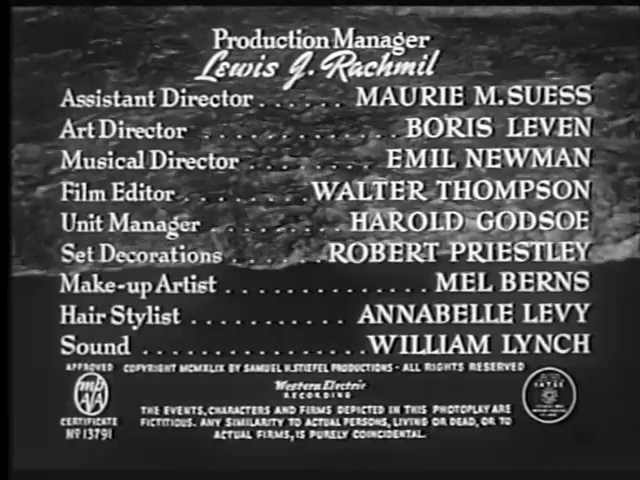 Production Manager
Lewis J. Rachmil
Assistant Director . . . . . . MAURIE M. SUESS
Art Director . . . . . . . . . . . . BORIS LEVEN
Musical Director . . . . . . . . . EMIL NEWMAN
Film Editor . . . . . . . . . WALTER THOMPSON
Unit Manager . . . . . . . . . HAROLD GODSOE
Set Decorations . . . . . . . ROBERT PRIESTLEY
Make-up Artist . . . . . . . . . . . . . . MEL BERNS
Hair Stylist . . . . . . . . . . . ANNABELLE LEVY
Sound . . . . . . . . . . . . . . . WILLIAM LYNCH
APPROVED COPYRIGHT MCMXLIX BY SAMUEL H. STIEFEL PRODUCTIONS - ALL RIGHTS RESERVED
MPAA
CERTIFICATE
No 13791
Western Electric
RECORDING
THE EVENTS, CHARACTERS AND FIRMS DEPICTED IN THIS PHOTOPLAY ARE
FICTITIOUS. ANY SIMILARITY TO ACTUAL PERSONS, LIVING OR DEAD, OR TO
ACTUAL FIRMS, IS PURELY COINCIDENTAL.
IATSE